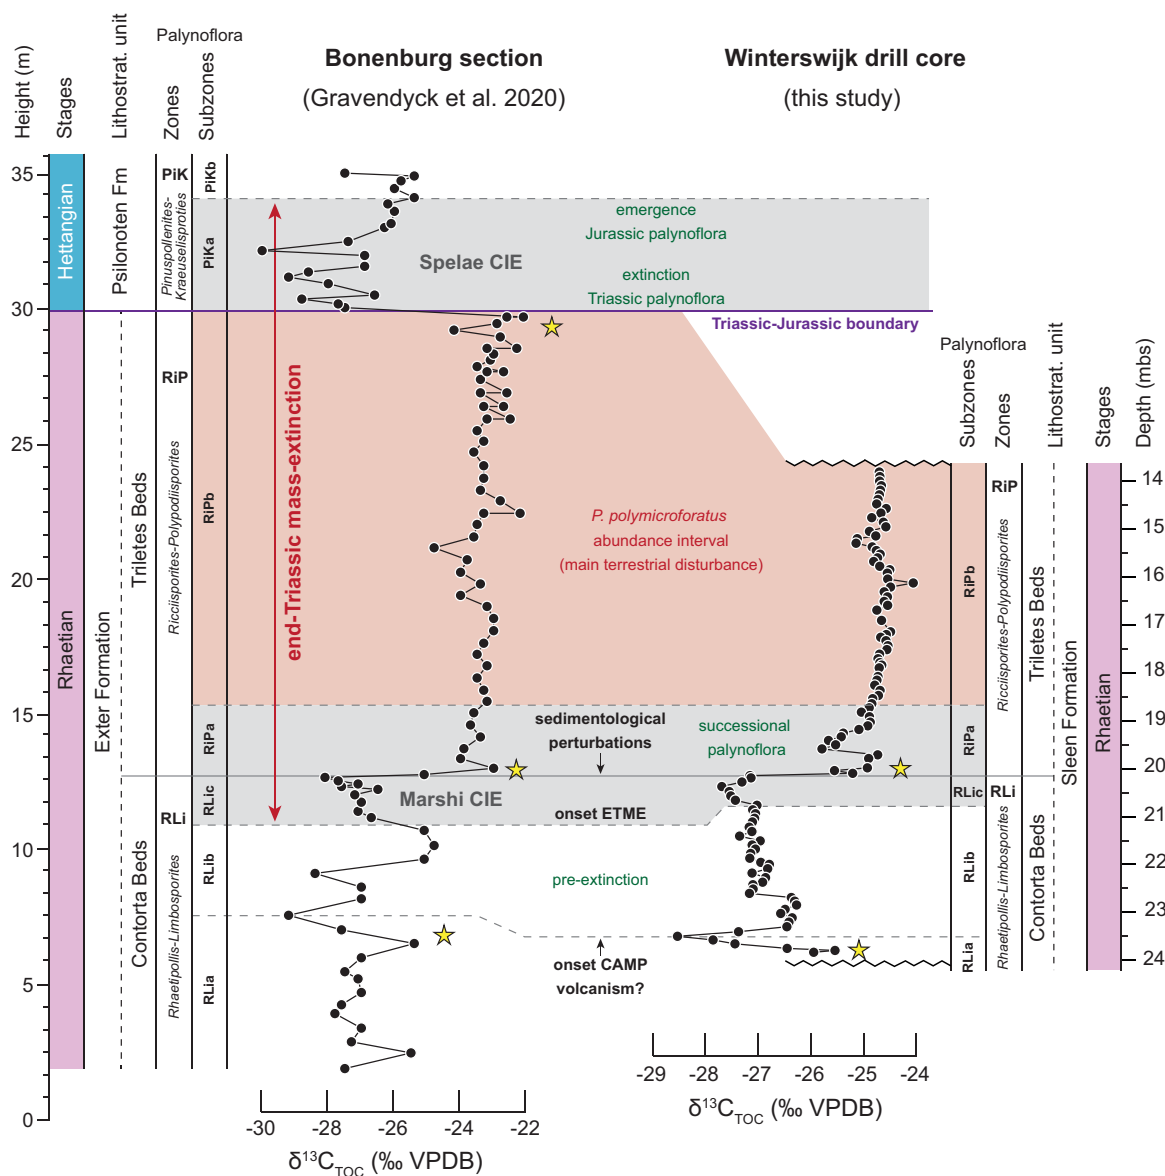 Bonenburg section
(Gravendyck et al. 2020)
Winterswijk drill core
(this study)
Height (m)
Stages
Lithostrat. unit
Palynoflora
Zones
Subzones
35
30
25
20
15
10
5
0
Hettangian
Rhaetian
Psilonoten Fm
Exter Formation
Triletes Beds
Contorta Beds
PiK
Pinuspollenites-
Kraeuselisproties
RiP
Ricciisporites-Polypodiisporites
RLi
Rhaetipollis-Limbosporites
PiKb
PiKa
RiPb
RiPa
RLic
RLib
RLia
end-Triassic mass-extinction
Spelae CIE
emergence
Jurassic palynoflora
extinction
Triassic palynoflora
Triassic-Jurassic boundary
P. polymicroforatus
abundance interval
(main terrestrial disturbance)
sedimentological
perturbations
successional
palynoflora
Marshi CIE
onset ETME
pre-extinction
onset CAMP
volcanism?
Palynoflora
Subzones
Zones
Lithostrat. unit
Stages
Depth (mbs)
RiPb
RiPa
RLic
RLib
RLia
RiP
Ricciisporites-Polypodiisporites
RLi
Rhaetipollis-Limbosporites
Triletes Beds
Contorta Beds
Sleen Formation
Rhaetian
14
15
16
17
18
19
20
21
22
23
24
-30 -28 -26 -24 -22
δ13CTOC (‰ VPDB)
-29 -28 -27 -26 -25 -24
δ13CTOC (‰ VPDB)